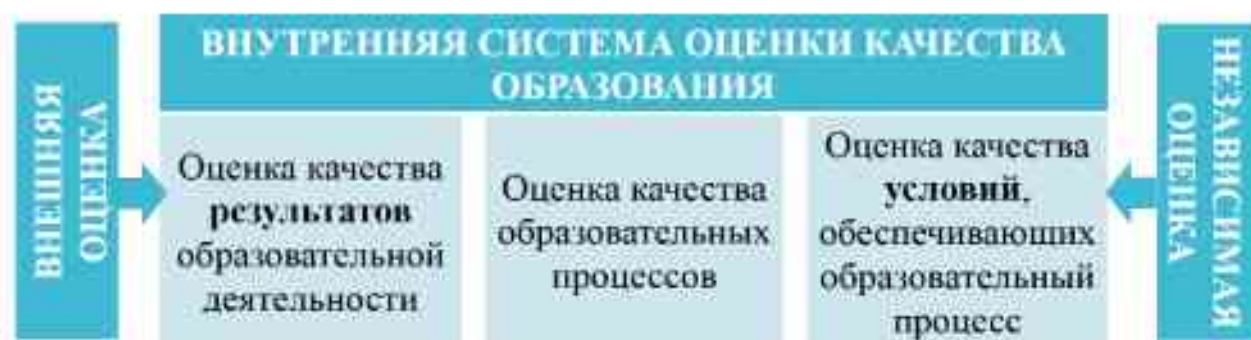 ВНЕШНЯЯ
ОЦЕНКА
ВНУТРЕННЯЯ СИСТЕМА ОЦЕНКИ КАЧЕСТВА
ОБРАЗОВАНИЯ
Оценка качества
результатов
образовательной
деятельности
Оценка качества
образовательных
процессов
Оценка качества
условий,
обеспечивающих
образовательный
процесс
НЕЗАВИСИМАЯ
ОЦЕНКА